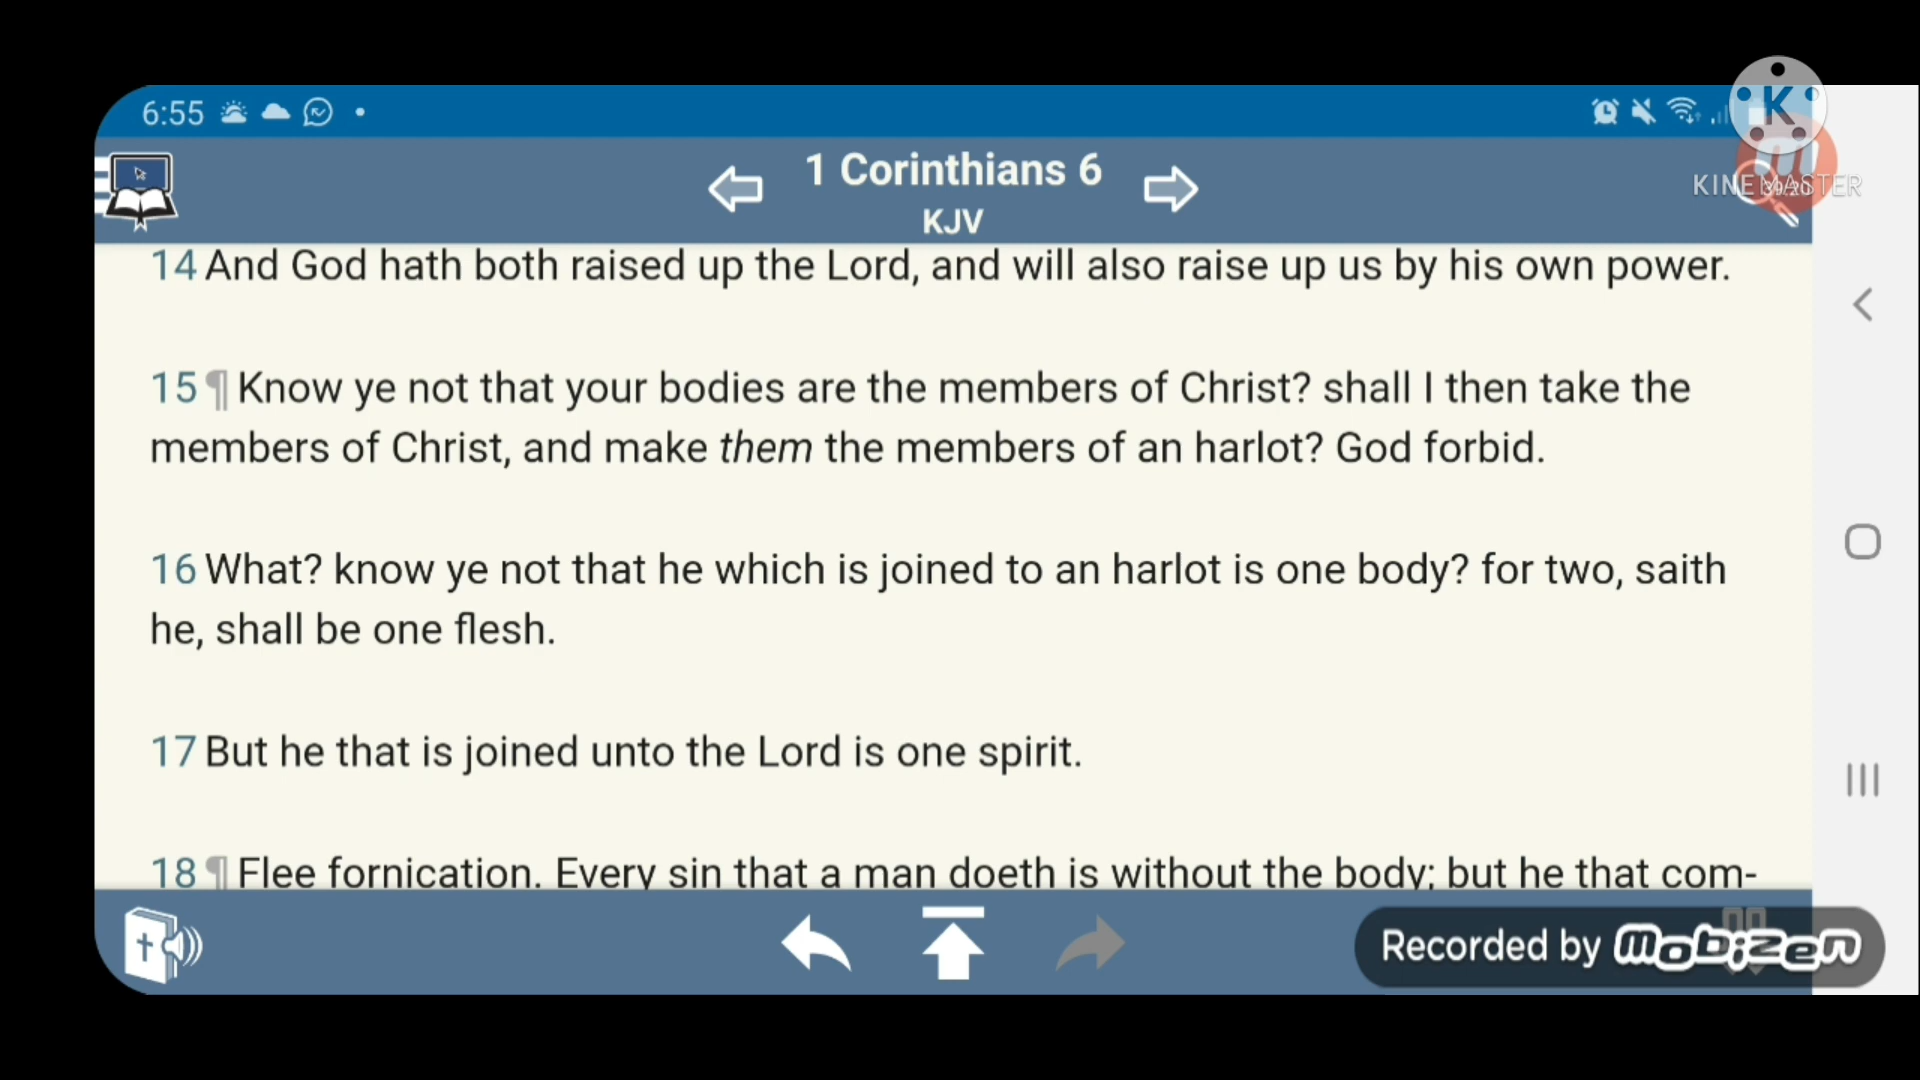 6:55
K
1 Corinthians 6
KINEMASTER
39:20
KJV
14 And God hath both raised up the Lord, and will also raise up us by his own power.
15 ¶ Know ye not that your bodies are the members of Christ? shall I then take the
members of Christ, and make them the members of an harlot? God forbid.
16 What? know ye not that he which is joined to an harlot is one body? for two, saith
he, shall be one flesh.
17 But he that is joined unto the Lord is one spirit.
18 ¶ Flee fornication. Every sin that a man doeth is without the body; but he that com-
Recorded by mobizen